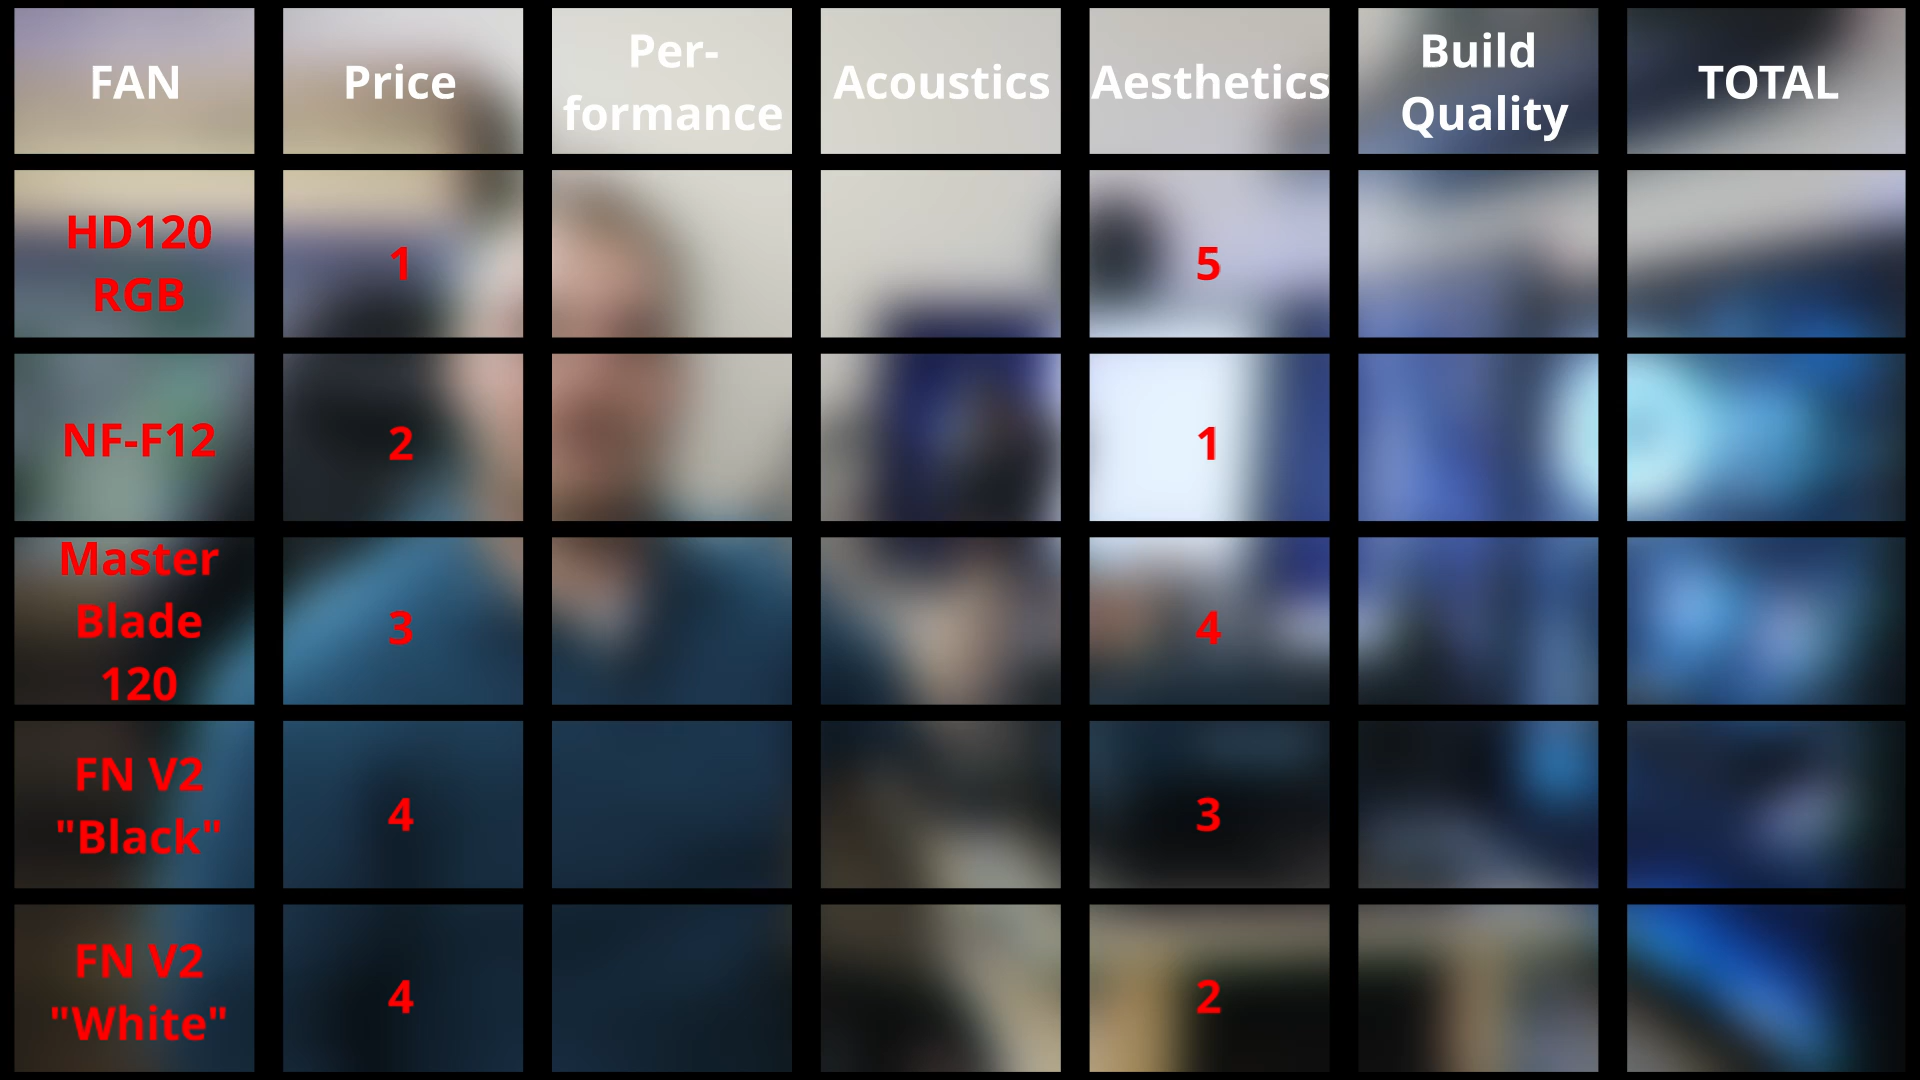 FAN Price Per-formance Acoustics Aesthetics Build Quality TOTAL
HD120 RGB 1 5
NF-F12 2 1
Master Blade 120 3 4
FN V2 "Black" 4 3
FN V2 "White" 4 2